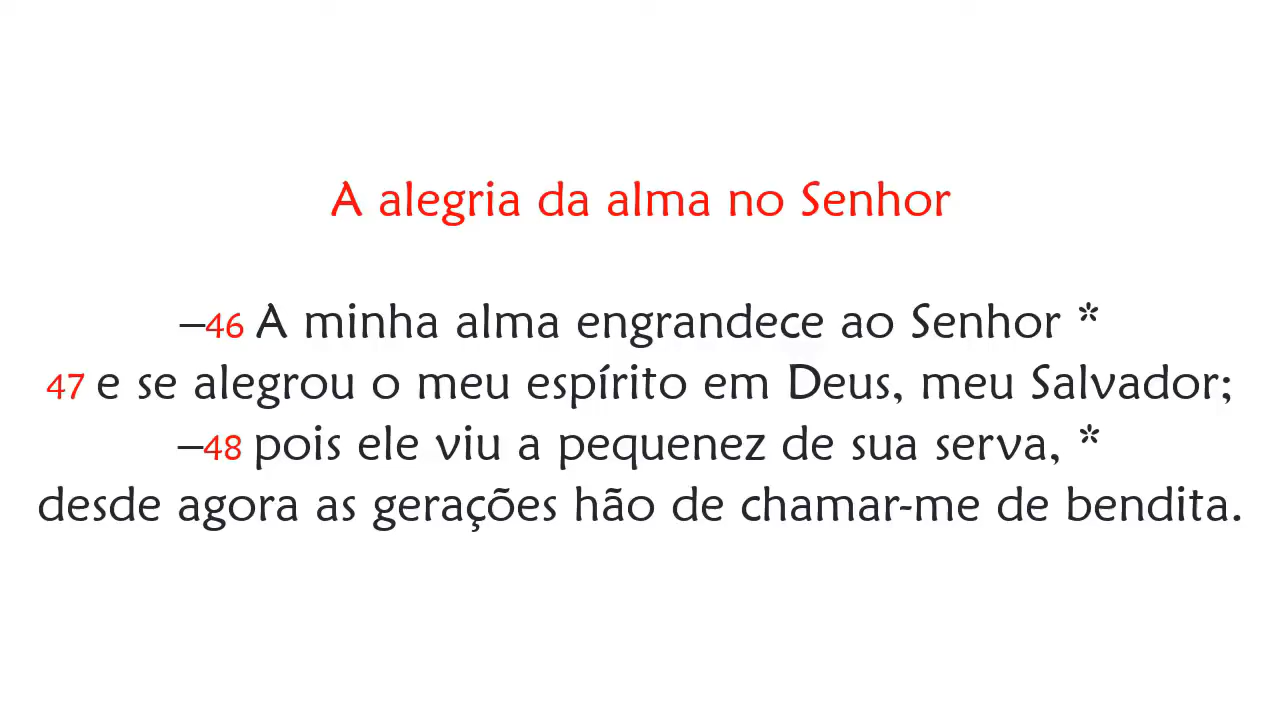 A alegria da alma no Senhor
–46 A minha alma engrandece ao Senhor *
47 e se alegrou o meu espírito em Deus, meu Salvador;
–48 pois ele viu a pequenez de sua serva, *
desde agora as gerações hão de chamar-me de bendita.